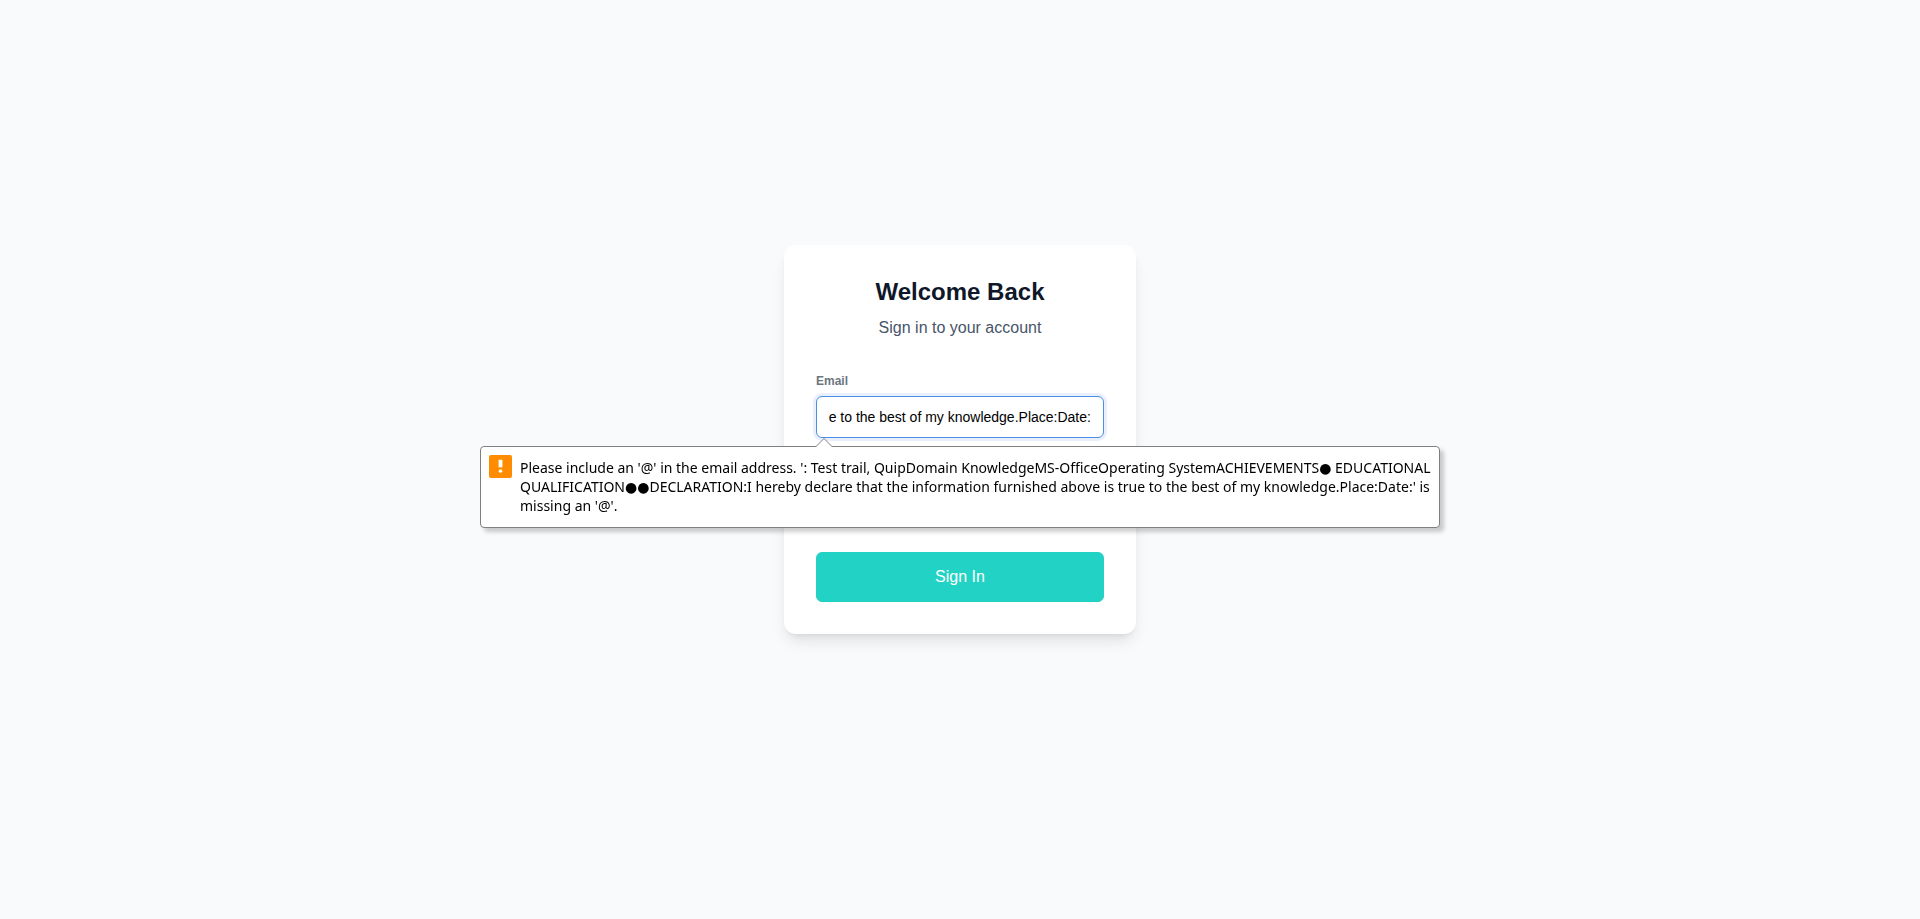 Welcome Back
Sign in to your account
Email
e to the best of my knowledge.Place:Date:
Please include an '@' in the email address. ': Test trail, QuipDomain KnowledgeMS-OfficeOperating SystemACHIEVEMENTS● EDUCATIONAL
QUALIFICATION●●DECLARATION:I hereby declare that the information furnished above is true to the best of my knowledge.Place:Date:' is
missing an '@'.
Sign In